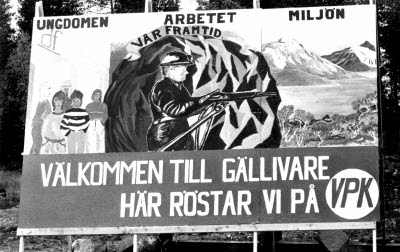 UNGDOMEN ARBETET MILJÖN
VÅR FRAMTID
VÄLKOMMEN TILL GÄLLIVARE
HÄR RÖSTAR VI PÅ VPK